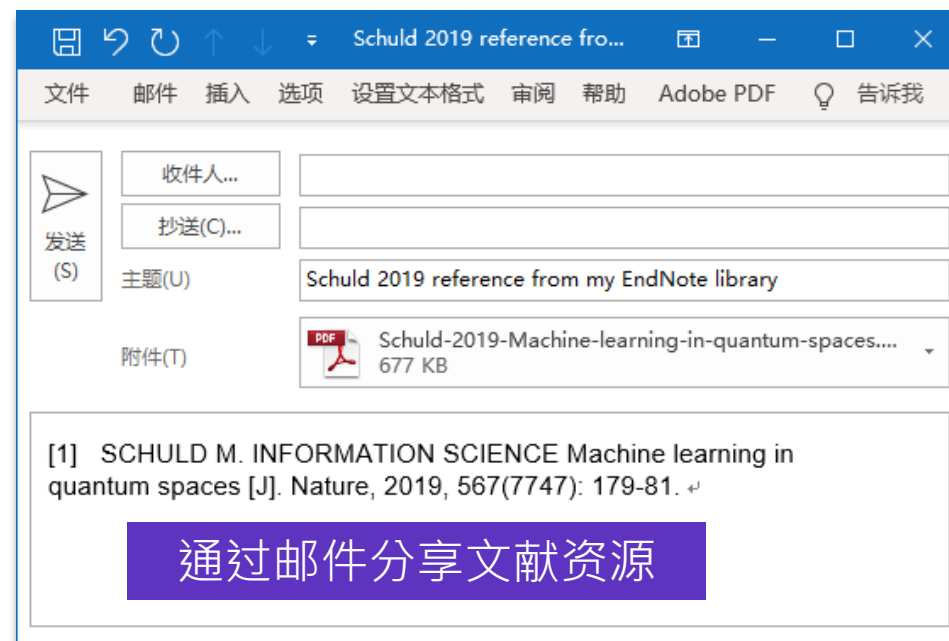 Schuld 2019 reference fro...
文件 邮件 插入 选项 设置文本格式 审阅 帮助 Adobe PDF 告诉我
收件人...
抄送(C)...
发送
(S)
主题(U) Schuld 2019 reference from my EndNote library
附件(T) PDF Schuld-2019-Machine-learning-in-quantum-spaces....
677 KB
[1] SCHULD M. INFORMATION SCIENCE Machine learning in
quantum spaces [J]. Nature, 2019, 567(7747): 179-81. ↵
通过邮件分享文献资源